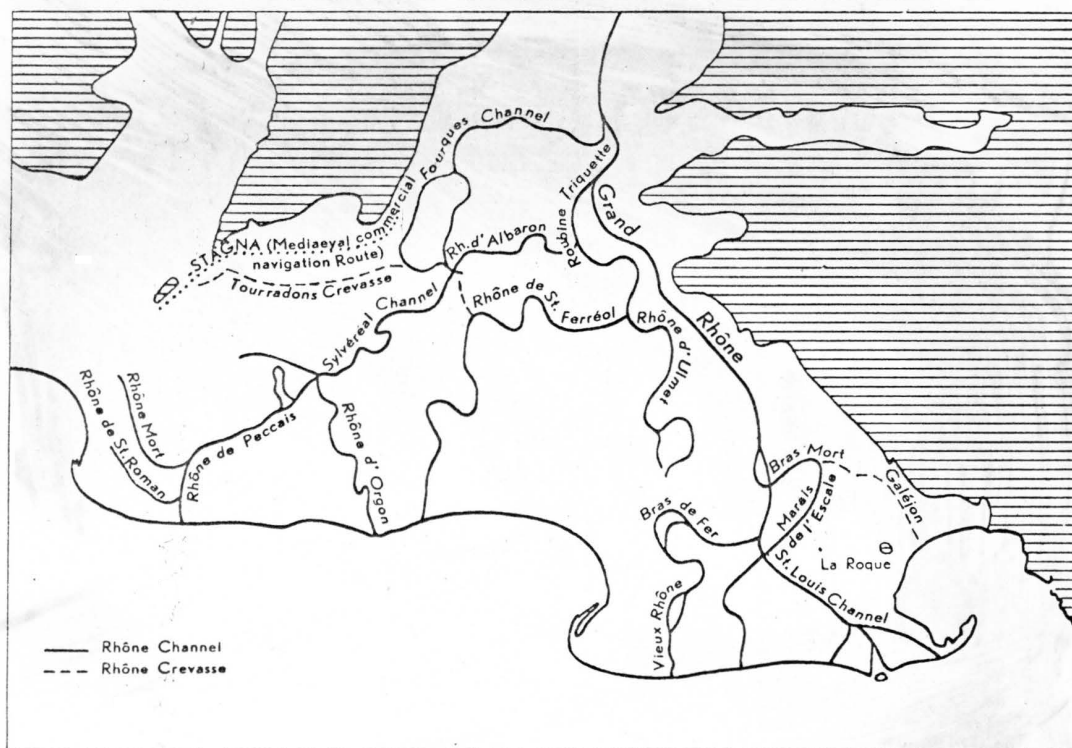 Fourques Channel
Roubine Triquette
Grand Rhône
STAGNA (Mediaeyal commercial
navigation Route)
Tourradons Crevasse
Rh. d'Albaron
Sylvéréal Channel
Rhône de St. Ferréol
Rhône d'Ulmet
Rhône Mort
Rhône de St. Roman
Rhône de Peccais
Rhône d'Orgon
Bras Mort
Galéjon
Marais
de l'Escale
Bras de Fer
La Roque
St. Louis Channel
Vieux Rhône
Rhône Channel
Rhône Crevasse